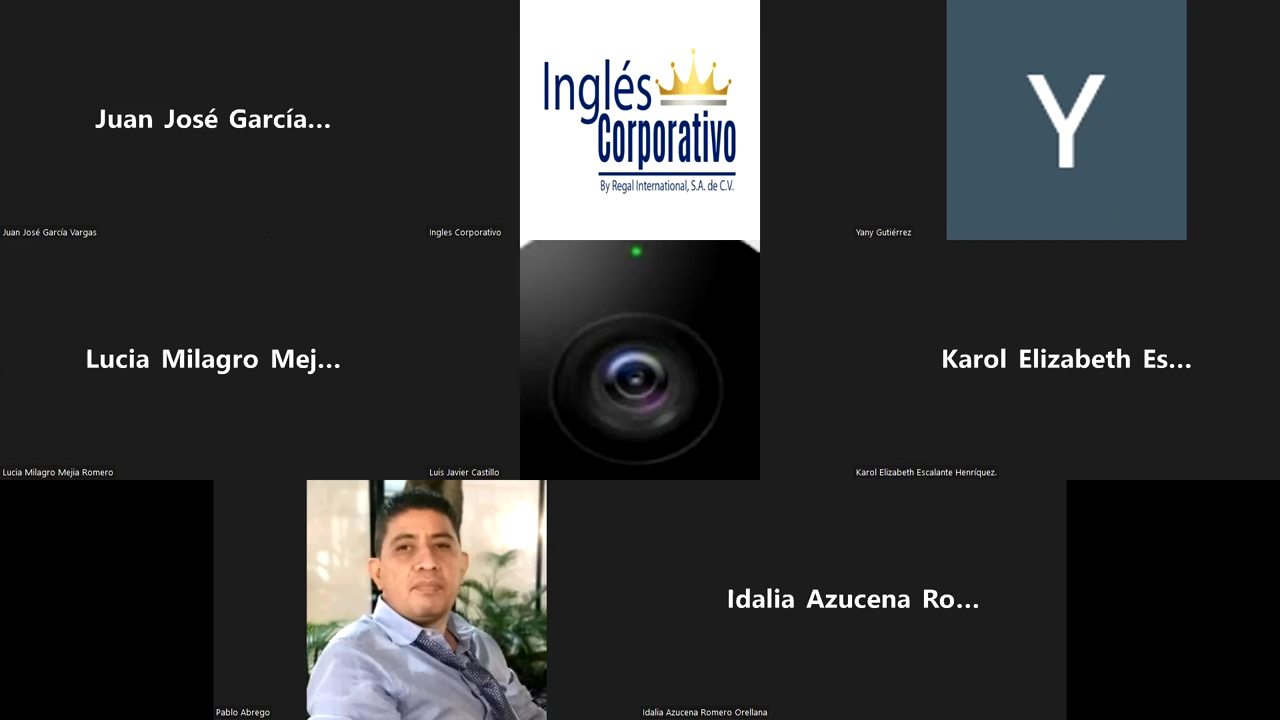 Juan José García...
Juan José García Vargas
Inglés
Corporativo
By Regal International, S.A. de C.V.
Ingles Corporativo
Y
Yany Gutiérrez
Lucia Milagro Mej...
Lucia Milagro Mejia Romero
Luis Javier Castillo
Karol Elizabeth Es...
Karol Elizabeth Escalante Henríquez.
Pablo Abrego
Idalia Azucena Ro...
Idalia Azucena Romero Orellana